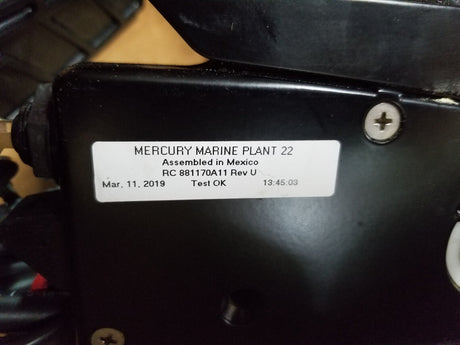 MERCURY MARINE PLANT 22
Assembled in Mexico
RC 881170A11 Rev U
Mar, 11, 2019 Test OK 13:45:03